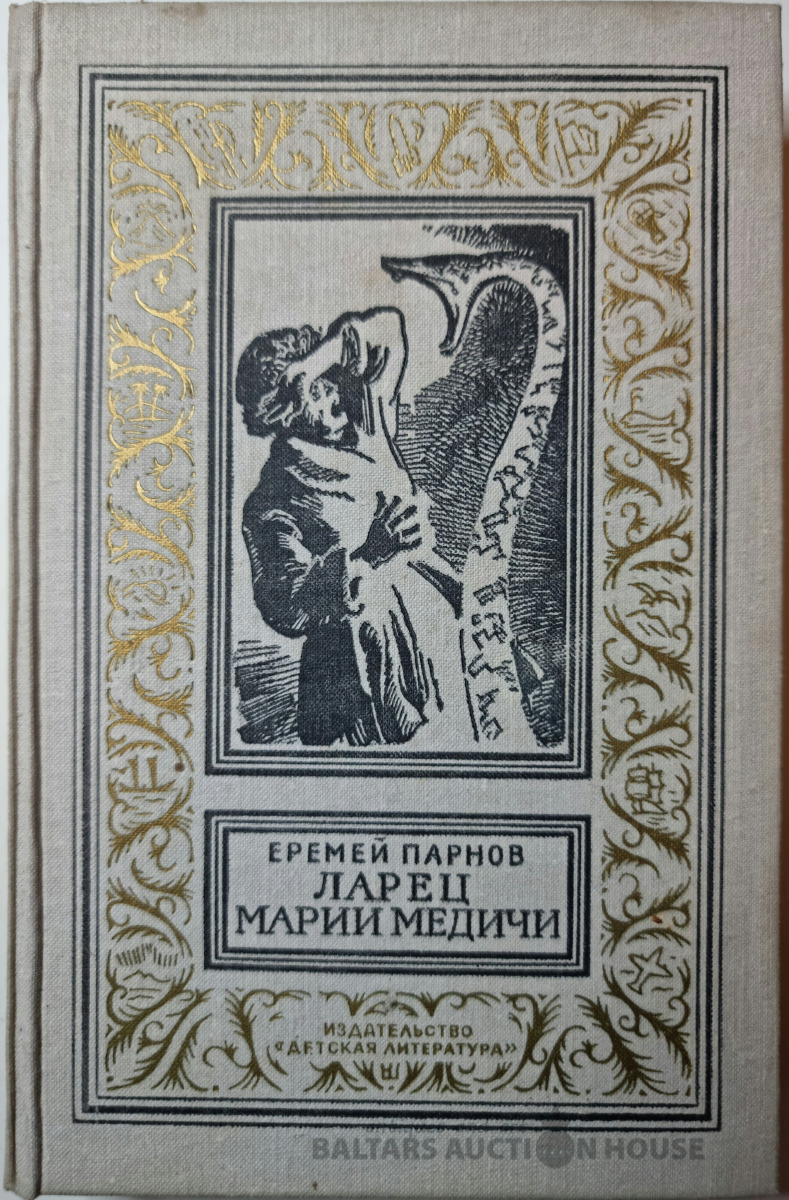 ЕРЕМЕЙ ПАРНОВ
ЛАРЕЦ
МАРИИ МЕДИЧИ
ИЗДАТЕЛЬСТВО
«ДЕТСКАЯ ЛИТЕРАТУРА»
BALTARS AUCTION HOUSE